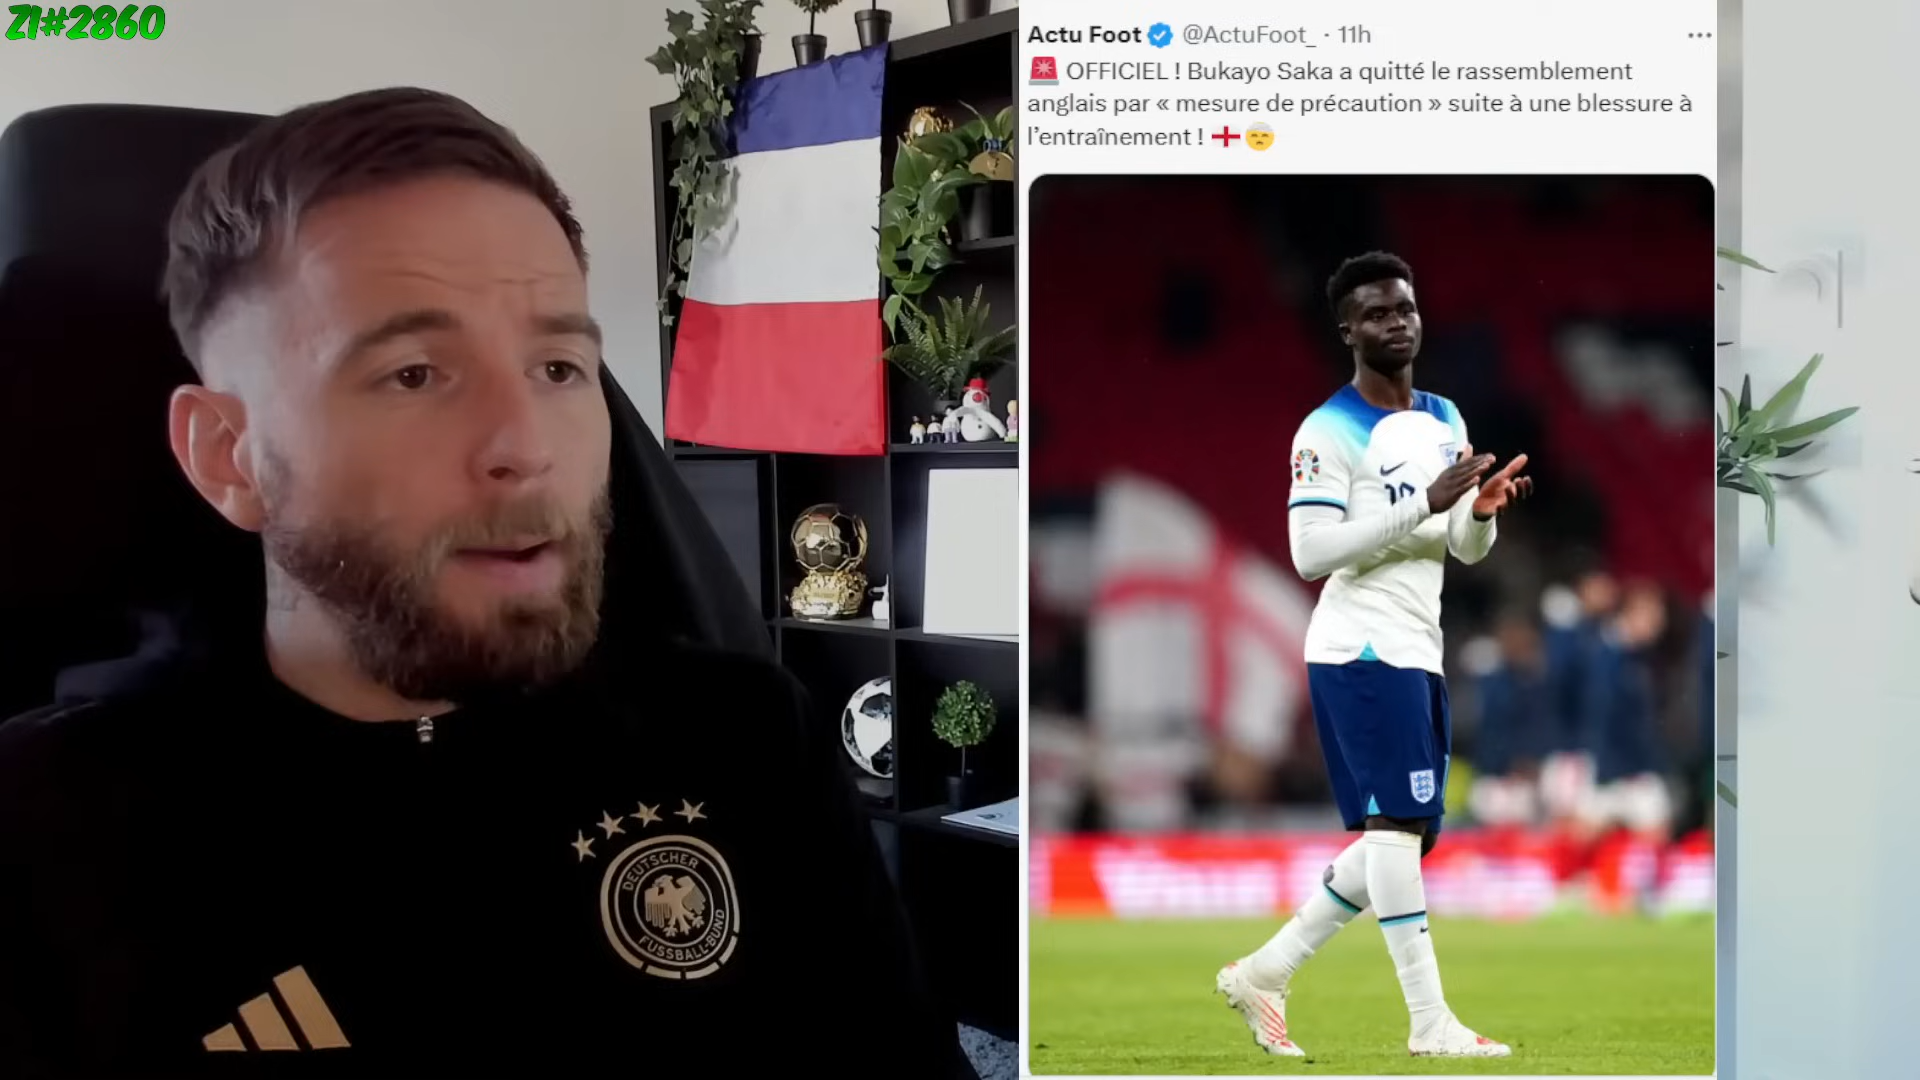 ZI#2860
Actu Foot @ActuFoot_ · 11h
OFFICIEL ! Bukayo Saka a quitté le rassemblement
anglais par « mesure de précaution » suite à une blessure à
l'entraînement !
DEUTSCHER
FUSSBALL-BUND